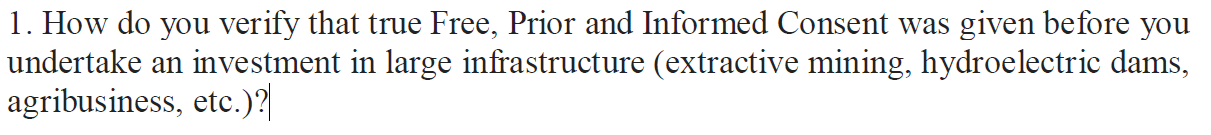 1. How do you verify that true Free, Prior and Informed Consent was given before you
undertake an investment in large infrastructure (extractive mining, hydroelectric dams,
agribusiness, etc.)?